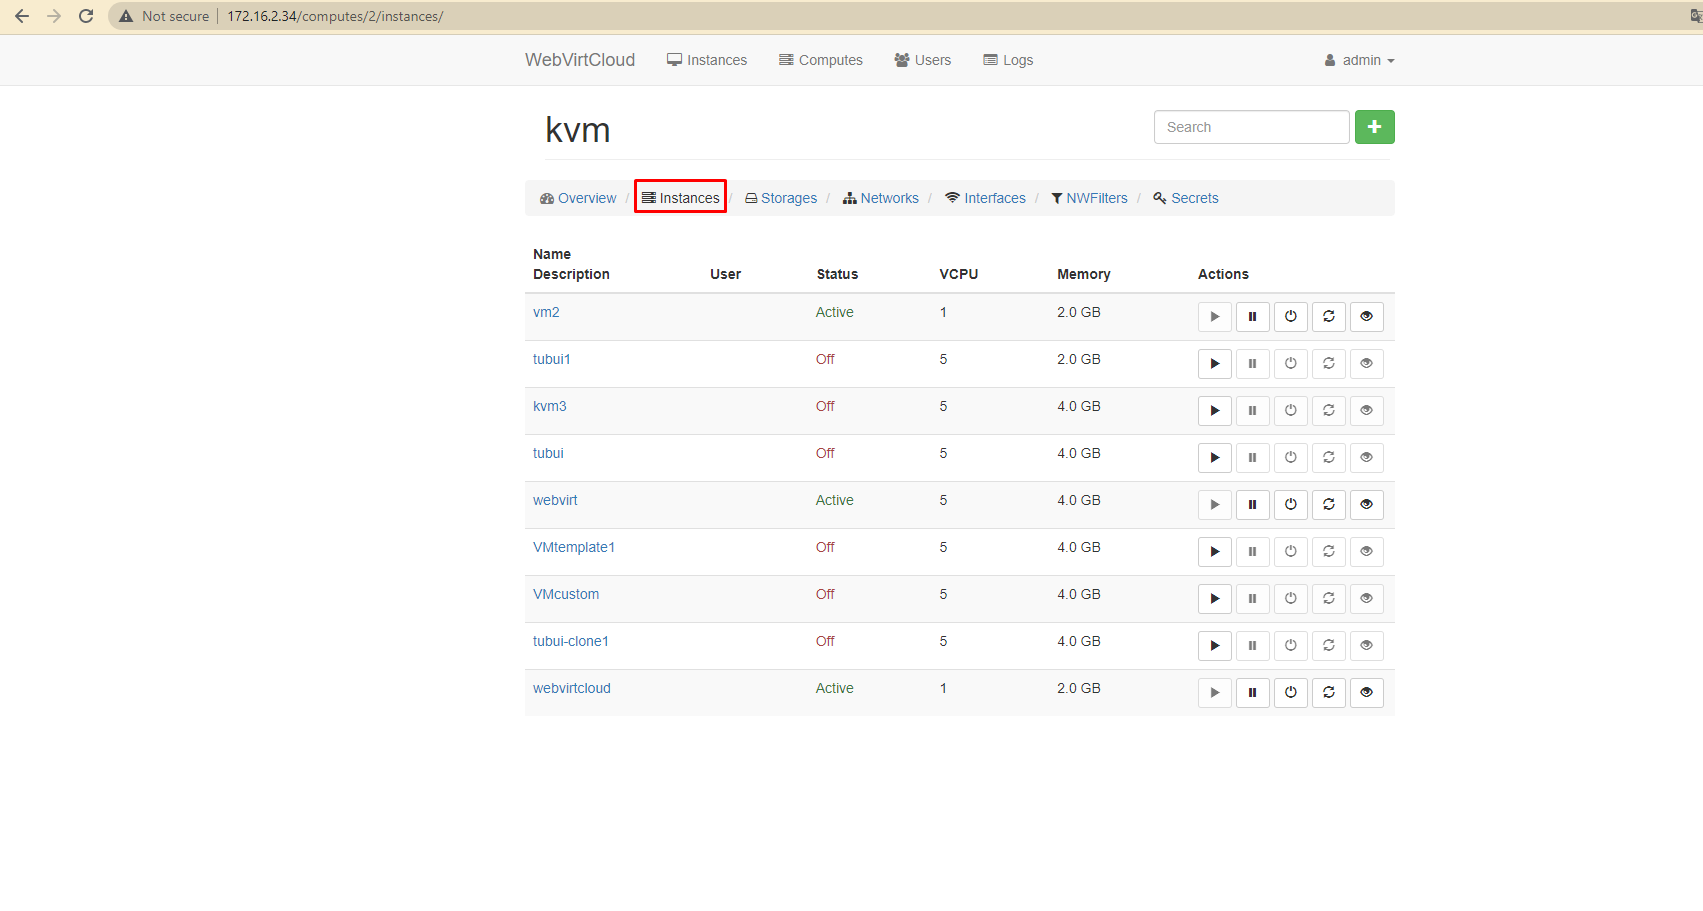 Not secure | 172.16.2.34/computes/2/instances/
WebVirtCloud Instances Computes Users Logs admin
kvm Search
Overview / Instances / Storages / Networks / Interfaces / NWFilters / Secrets
Name
Description User Status VCPU Memory Actions
vm2 Active 1 2.0 GB
tubui1 Off 5 2.0 GB
kvm3 Off 5 4.0 GB
tubui Off 5 4.0 GB
webvirt Active 5 4.0 GB
VMtemplate1 Off 5 4.0 GB
VMcustom Off 5 4.0 GB
tubui-clone1 Off 5 4.0 GB
webvirtcloud Active 1 2.0 GB